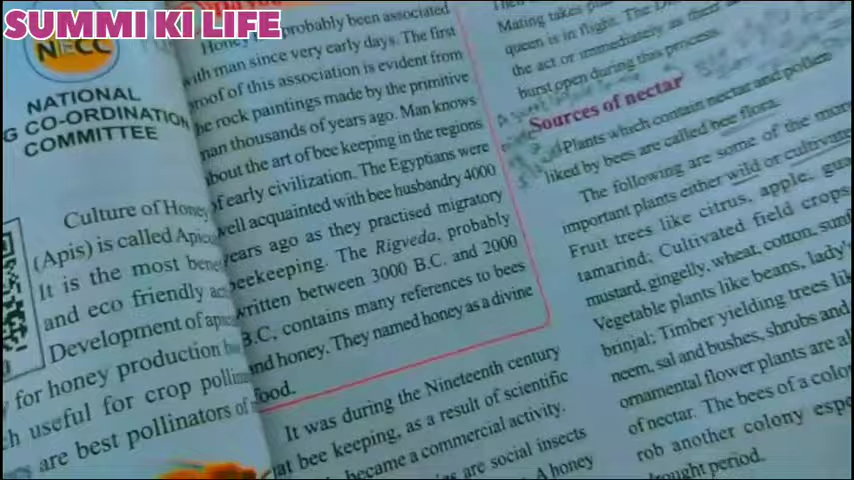 SUMMI KI LIFE
NECC
NATIONAL
G CO-ORDINATION
COMMITTEE
Culture of Honey
(Apis) is called
It is the most
and eco friendly
Development of
for honey production
useful for crop
are best pollinators of
Honey probably been associated
with man since very early days. The first
proof of this association is evident from
the rock paintings made by the primitive
man thousands of years ago. Man knows
about the art of bee keeping in the regions
of early civilization. The Egyptians were
well acquainted with bee husbandry 4000
years ago as they practised migratory
beekeeping. The Rigveda, probably
written between 3000 B.C. and 2000
B.C, contains many references to bees
and honey. They named honey as a divine
food.
It was during the Nineteenth century
that bee keeping, as a result of scientific
became a commercial activity.
are social insects
A honey
Mating takes
queen is in flight. The
the act or immediately as
burst open during this process.
Sources of nectar
Plants which contain nectar and pollen
liked by bees are called bee flora.
The following are some of the more
important plants either wild or cultivated
Fruit trees like citrus, apple, gua
tamarind; Cultivated field crops
mustard, gingelly, wheat, cotton, sunf
Vegetable plants like beans, lady's
brinjal; Timber yielding trees like
neem, sal and bushes, shrubs and
ornamental flower plants are al
of nectar. The bees of a colo
rob another colony espe
drought period.